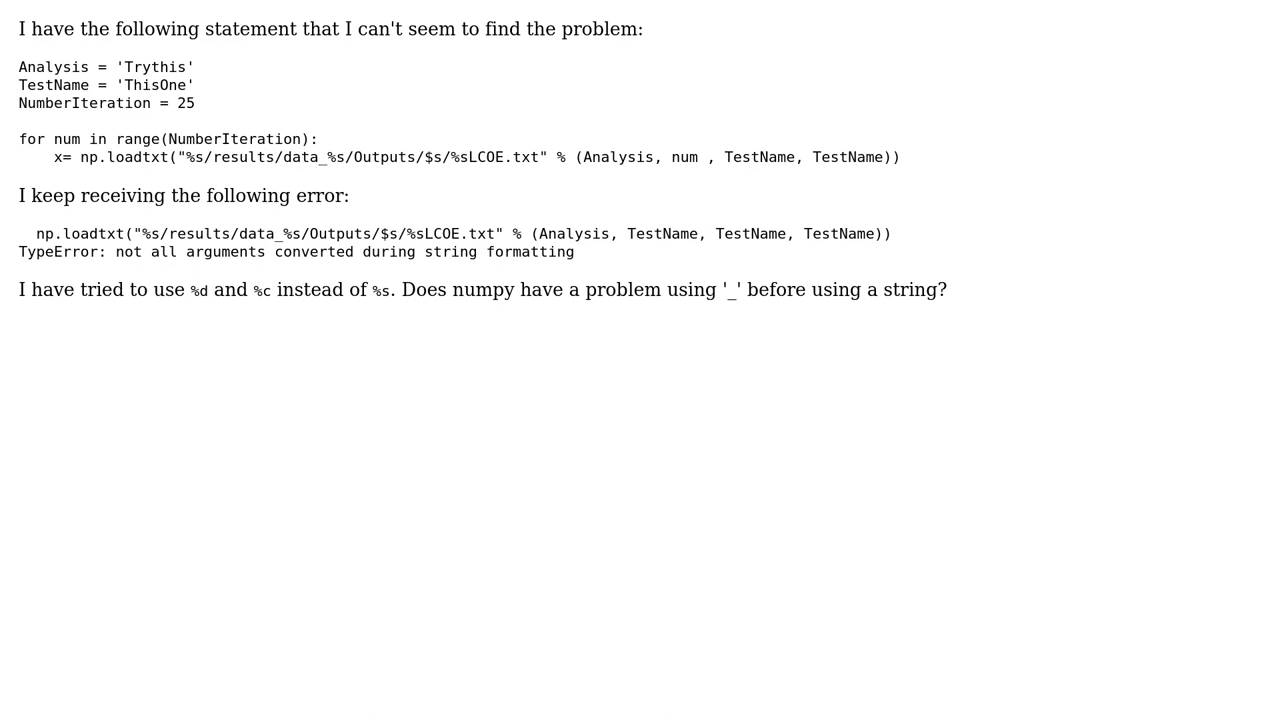 I have the following statement that I can't seem to find the problem:
Analysis = 'Trythis'
TestName = 'ThisOne'
NumberIteration = 25
for num in range(NumberIteration):
    x= np.loadtxt("%s/results/data_%s/Outputs/$s/%sLCOE.txt" % (Analysis, num , TestName, TestName))
I keep receiving the following error:
  np.loadtxt("%s/results/data_%s/Outputs/$s/%sLCOE.txt" % (Analysis, TestName, TestName, TestName))
TypeError: not all arguments converted during string formatting
I have tried to use %d and %c instead of %s. Does numpy have a problem using '_' before using a string?